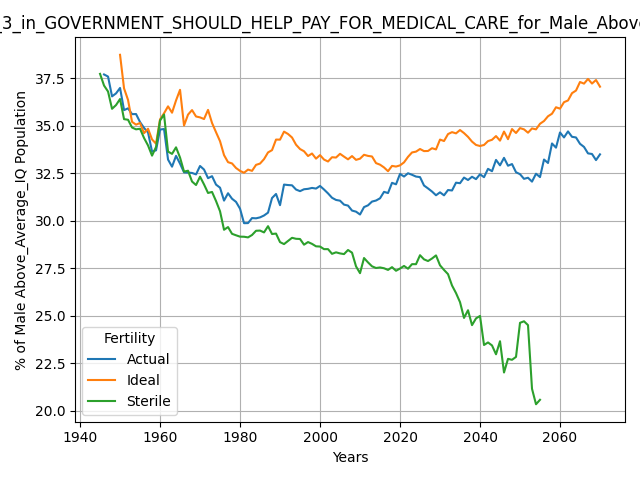 _3_in_GOVERNMENT_SHOULD_HELP_PAY_FOR_MEDICAL_CARE_for_Male_Above
% of Male Above_Average_IQ Population
37.5
35.0
32.5
30.0
27.5
25.0
22.5
20.0
Fertility
Actual
Ideal
Sterile
1940
1960
1980
2000
2020
2040
2060
Years